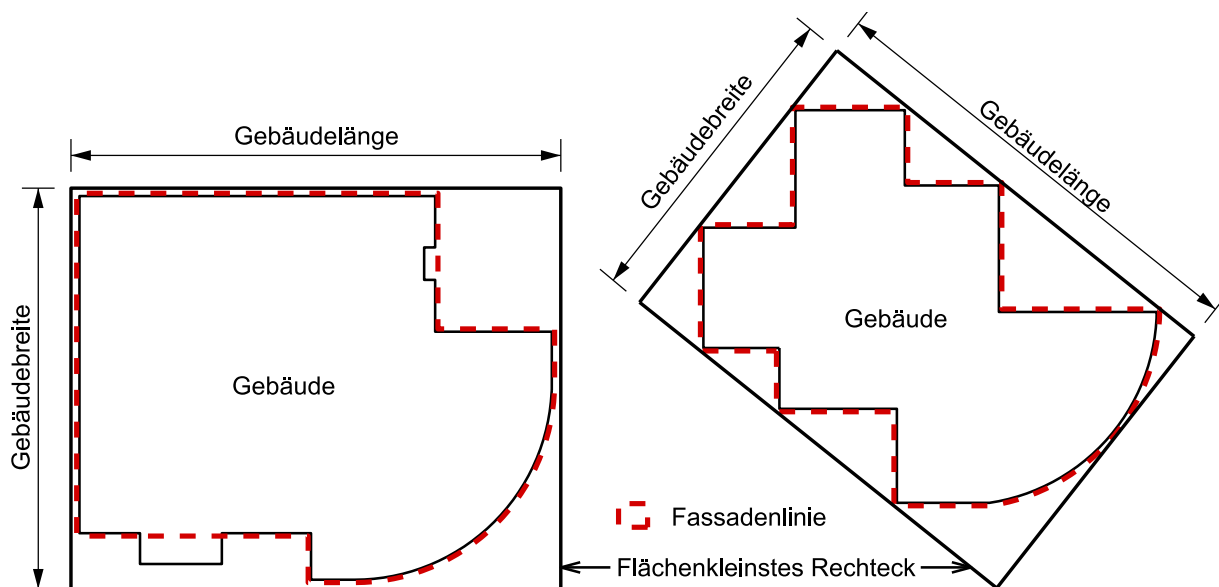 Gebäudelänge
Gebäudebreite
Gebäude
Gebäudebreite
Gebäudelänge
Gebäude
Fassadenlinie
Flächenkleinstes Rechteck